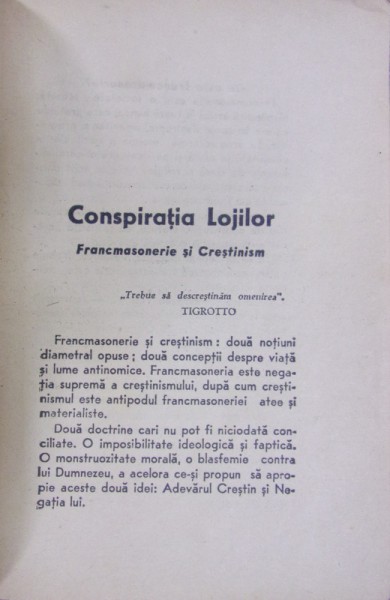 Conspirația Lojilor
Francmasonerie și Creștinism
„Trebue să descreștinăm omenirea”.
TIGROTTO
Francmasonerie și creștinism : două noțiuni
diametral opuse ; două concepții despre viață
și lume antinomice. Francmasoneria este nega-
ția supremă a creștinismului, după cum crești-
nismul este antipodul francmasoneriei atee și
materialiste.
Două doctrine cari nu pot fi niciodată con-
ciliate. O imposibilitate ideologică și faptică.
O monstruozitate morală, o blasfemie contra
lui Dumnezeu, a acelora ce-și propun să apro-
pie aceste două idei: Adevărul Creștin și Ne-
gația lui.